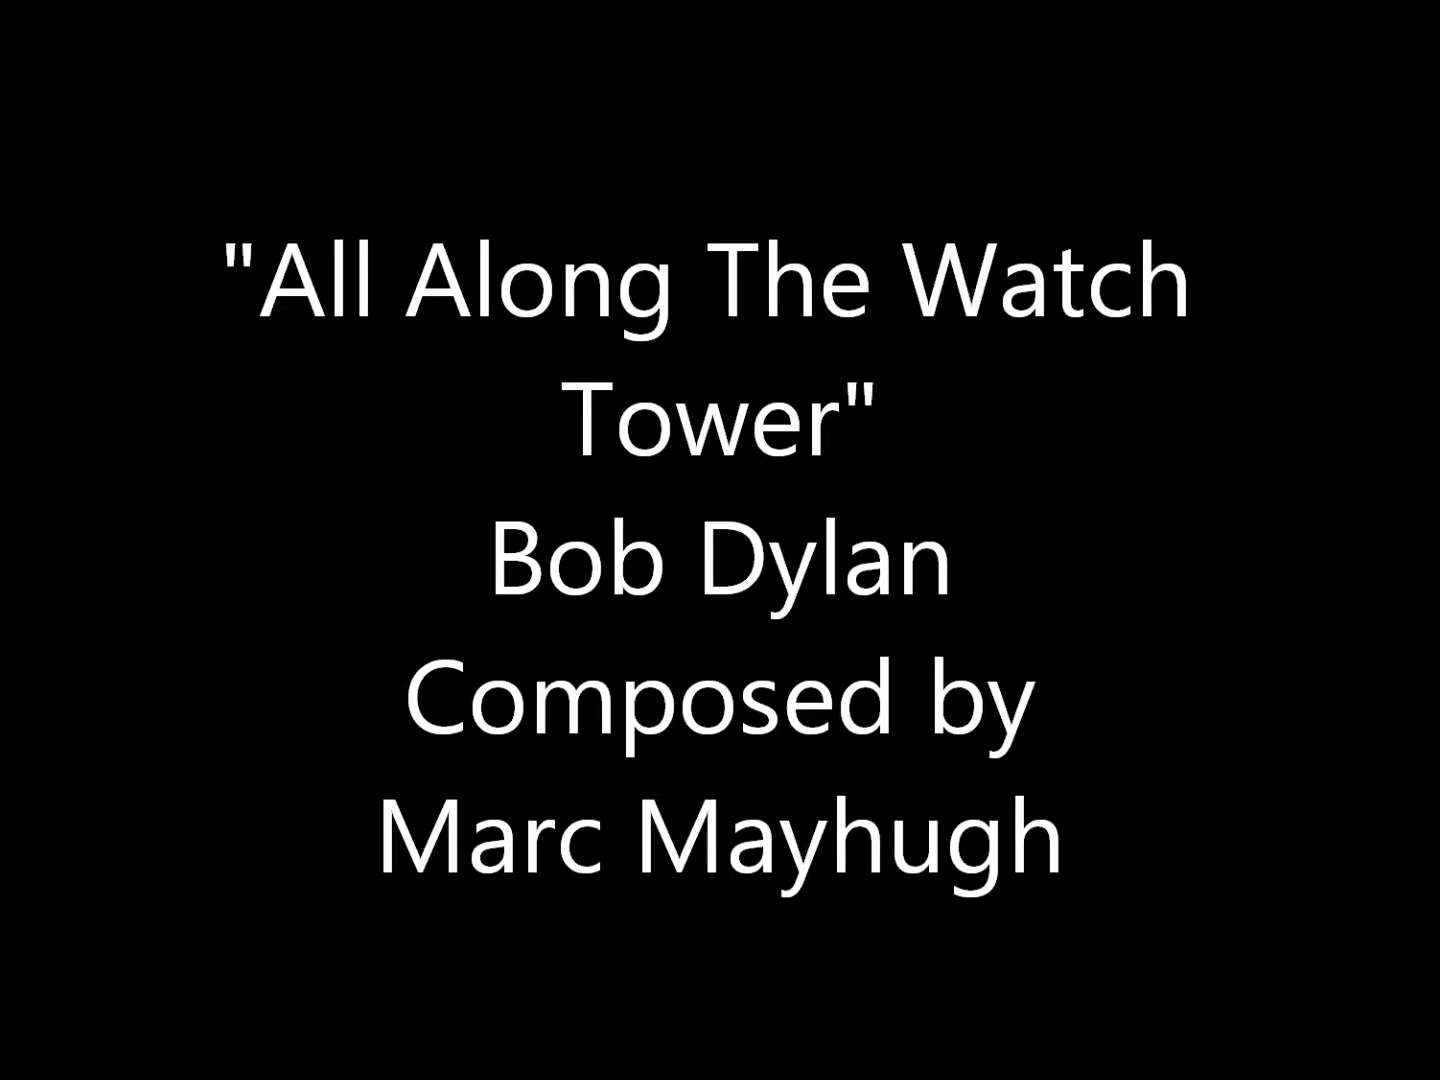 "All Along The Watch
Tower"
Bob Dylan
Composed by
Marc Mayhugh